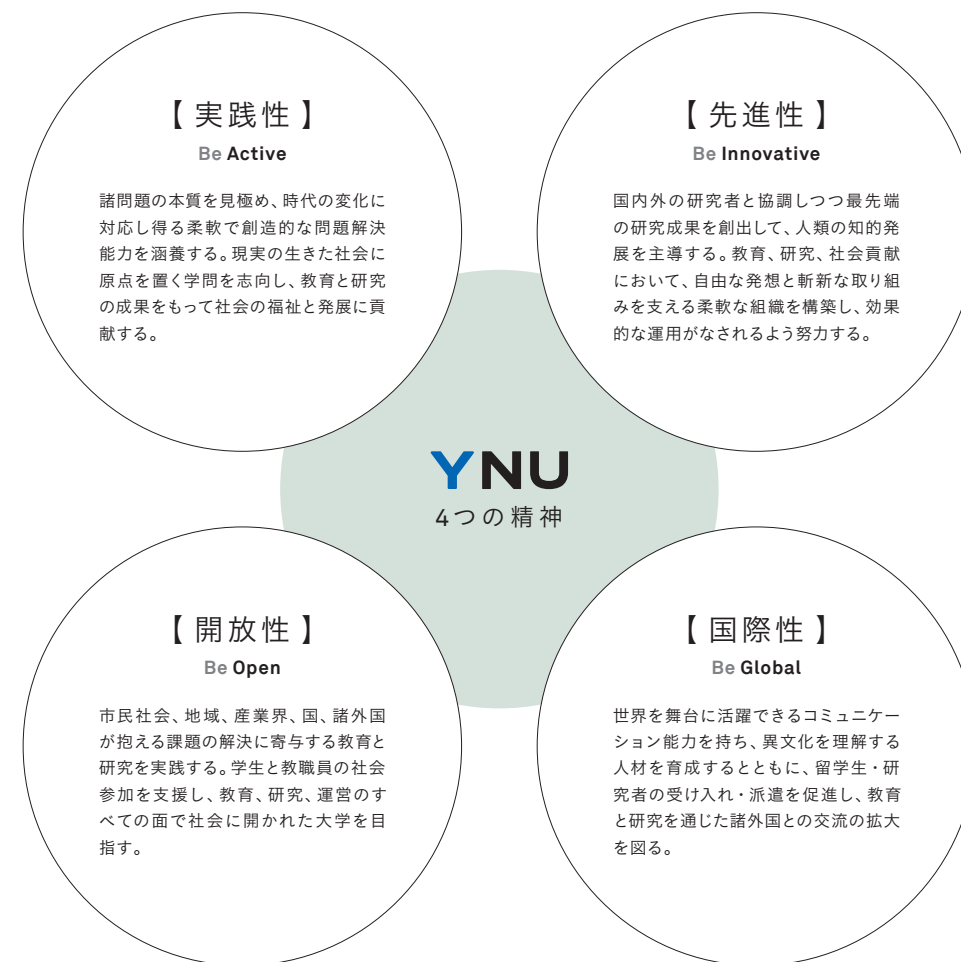 【 実践性 】
Be Active
諸問題の本質を見極め、時代の変化に
対応し得る柔軟で創造的な問題解決
能力を涵養する。現実の生きた社会に
原点を置く学問を志向し、教育と研究
の成果をもって社会の福祉と発展に貢
献する。
【 先進性 】
Be Innovative
国内外の研究者と協調しつつ最先端
の研究成果を創出して、人類の知的発
展を主導する。教育、研究、社会貢献
において、自由な発想と斬新な取り組
みを支える柔軟な組織を構築し、効果
的な運用がなされるよう努力する。
YNU
4つの精神
【 開放性 】
Be Open
市民社会、地域、産業界、国、諸外国
が抱える課題の解決に寄与する教育と
研究を実践する。学生と教職員の社会
参加を支援し、教育、研究、運営のす
べての面で社会に開かれた大学を目
指す。
【 国際性 】
Be Global
世界を舞台に活躍できるコミュニケー
ション能力を持ち、異文化を理解する
人材を育成するとともに、留学生・研
究者の受け入れ・派遣を促進し、教育
と研究を通じた諸外国との交流の拡大
を図る。